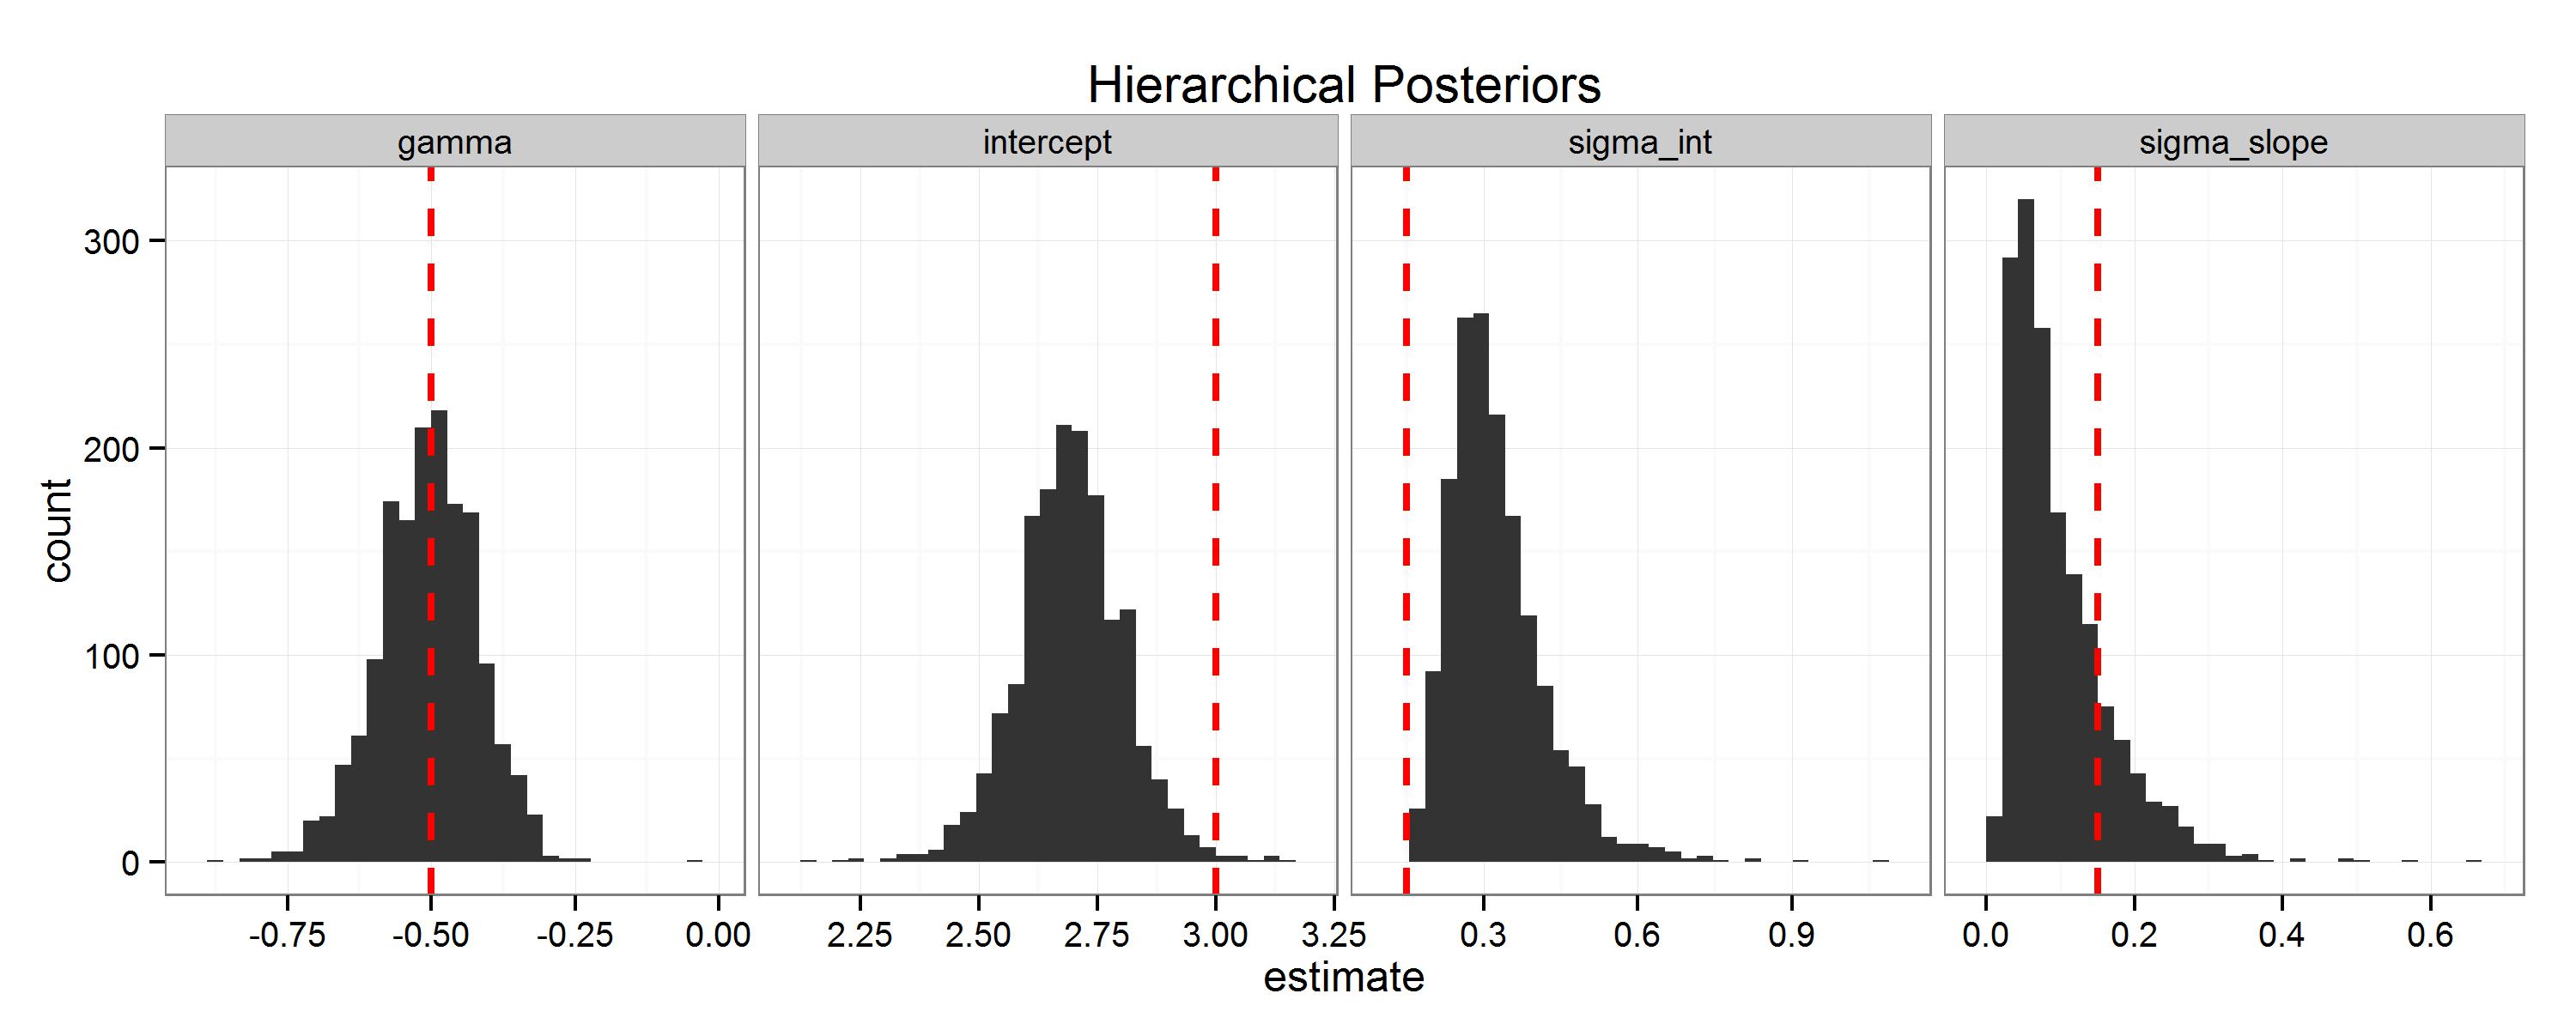 Hierarchical Posteriors
gamma intercept sigma_int sigma_slope
300
200
100
0
count
-0.75 -0.50 -0.25 0.00 2.25 2.50 2.75 3.00 3.25 0.3 0.6 0.9 0.0 0.2 0.4 0.6
estimate